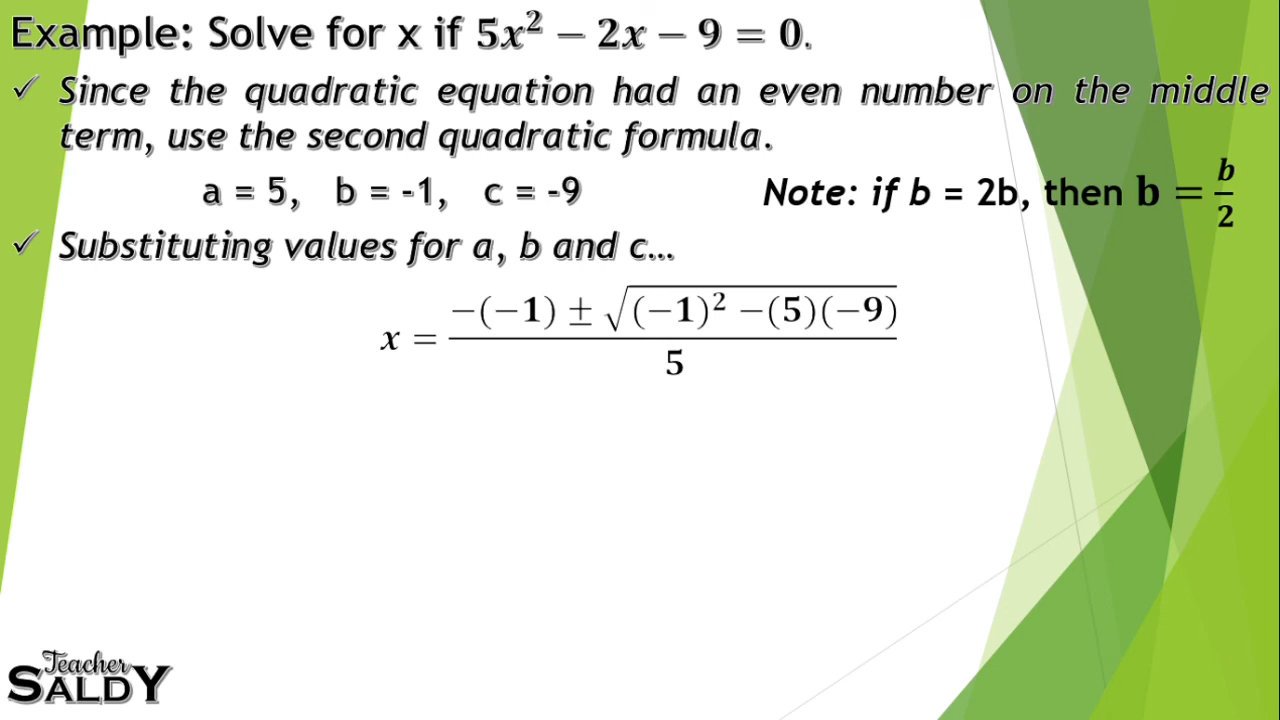 Example: Solve for x if 5x² − 2x − 9 = 0.
✓ Since the quadratic equation had an even number on the middle
term, use the second quadratic formula.
a = 5, b = -1, c = -9 Note: if b = 2b, then b = b/2
✓ Substituting values for a, b and c…
x = (−(−1) ± √((−1)² −(5)(−9)))/5
Teacher
SALDY